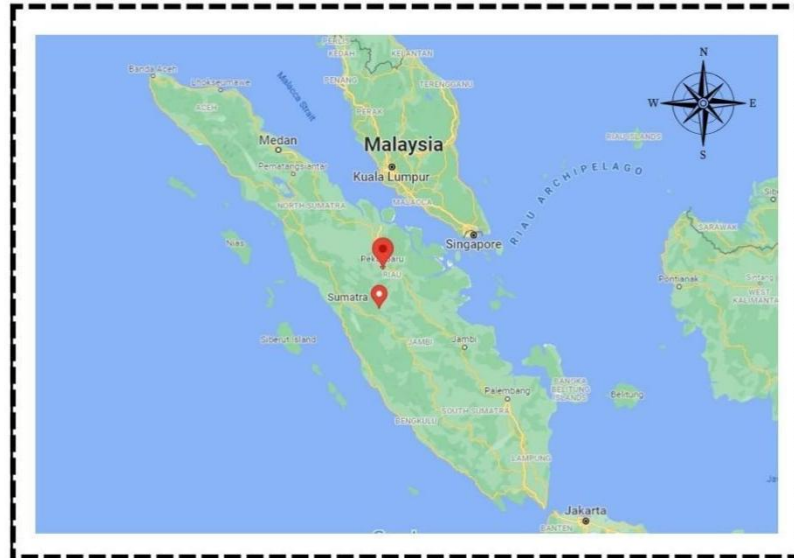 KEDAH
KELANTAN
N
Banda Aceh
Lhokseumawe
PENANG
TERENGGANU
Malacca Strait
PERAK
W
E
ACEH
S
Medan
Malaysia
RIAU ISLANDS
Pematangsiantar
Kuala Lumpur
RIAU ARCHIPELAGO
NORTH SUMATRA
MALACCA
SARAWAK
Nias
Singapore
RIAU
Pontianak
Sintang
WEST
KALIMANTA
Sumatra
Siberut Island
JAMBI
Jambi
BANGKA
BELITUNG
ISLANDS
Palembang
Belitung
SOUTH SUMATRA
BENGKULU
LAMPUNG
Jakarta
BANTEN